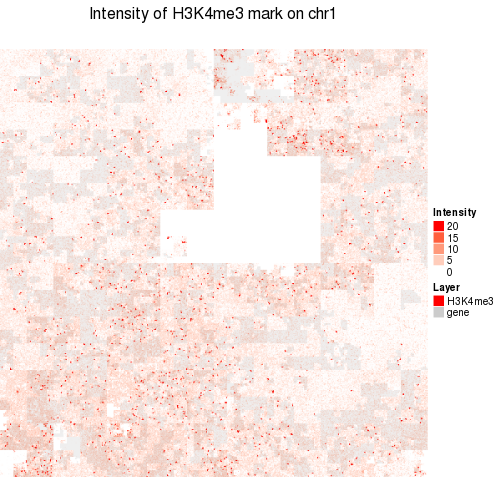 Intensity of H3K4me3 mark on chr1
Intensity
20
15
10
5
0
Layer
H3K4me3
gene